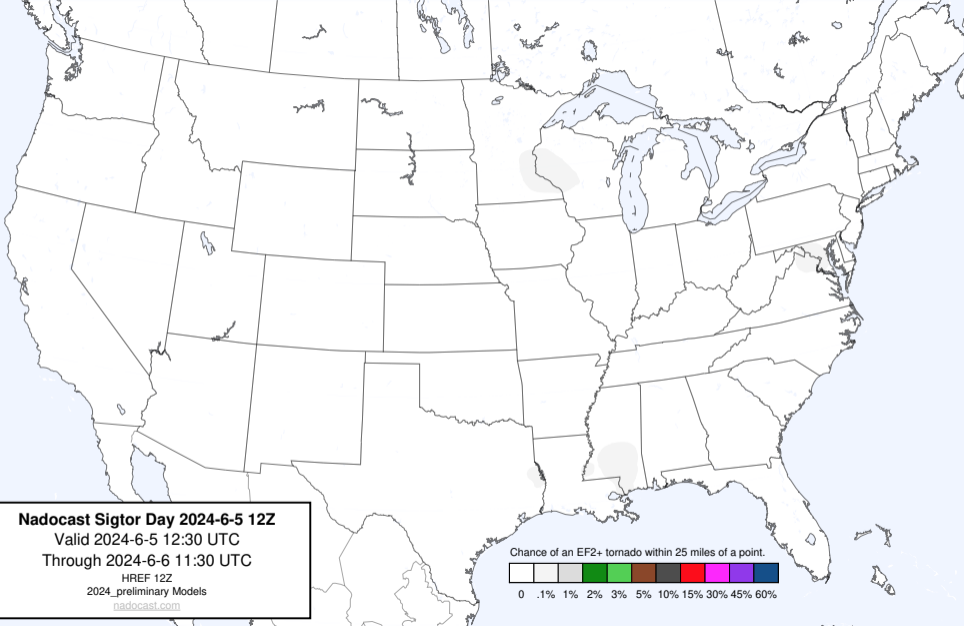 Nadocast Sigtor Day 2024-6-5 12Z
Valid 2024-6-5 12:30 UTC
Through 2024-6-6 11:30 UTC
HREF 12Z
2024_preliminary Models
nadocast.com
Chance of an EF2+ tornado within 25 miles of a point.
0 .1% 1% 2% 3% 5% 10% 15% 30% 45% 60%